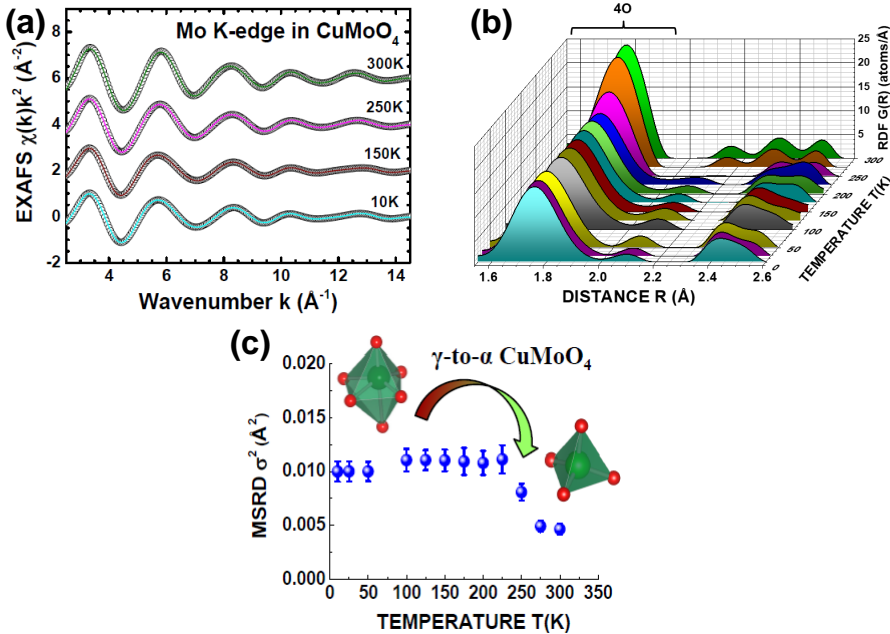 (a)
Mo K-edge in CuMoO₄
300K
250K
150K
10K
EXAFS χ(k)k² (Å⁻²)
8
6
4
2
0
-2
4 6 8 10 12 14
Wavenumber k (Å⁻¹)
(b)
4O
RDF G(R) (atoms/Å)
25
20
15
10
5
300
250
200
150
100
50
0
TEMPERATURE T(K)
1.6 1.8 2.0 2.2 2.4 2.6
DISTANCE R (Å)
(c)
γ-to-α CuMoO₄
MSRD σ² (Å²)
0.020
0.015
0.010
0.005
0.000
0 50 100 150 200 250 300 350
TEMPERATURE T(K)